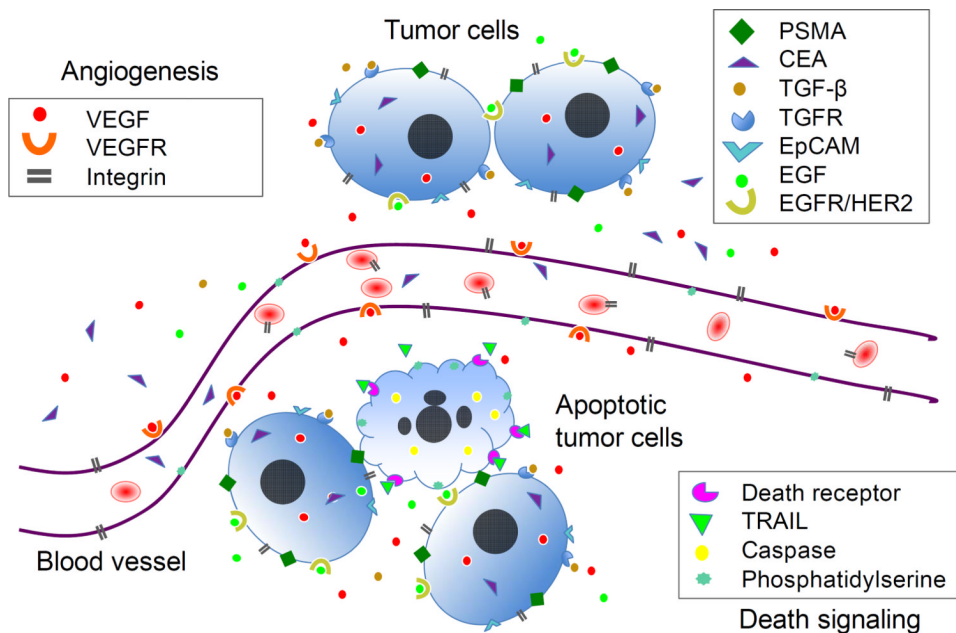 Tumor cells
Angiogenesis
VEGF
VEGFR
Integrin
PSMA
CEA
TGF-β
TGFR
EpCAM
EGF
EGFR/HER2
Apoptotic
tumor cells
Blood vessel
Death receptor
TRAIL
Caspase
Phosphatidylserine
Death signaling